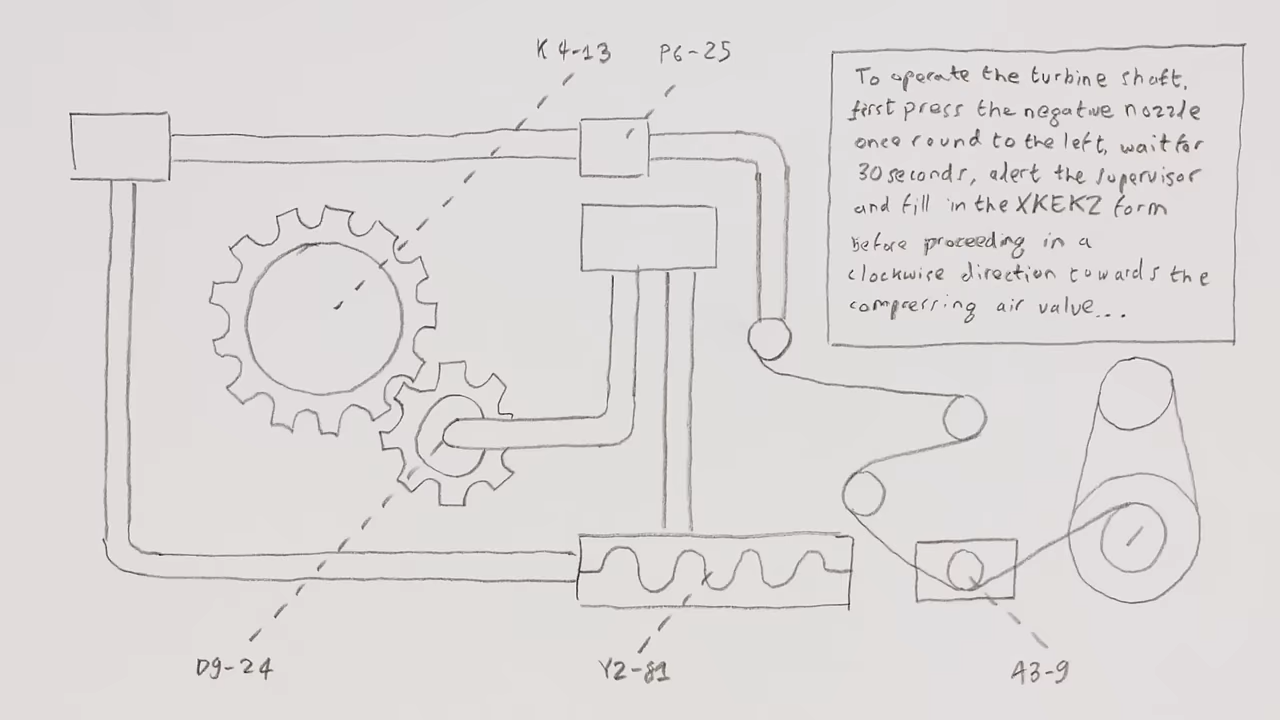 K4-13
P6-25
To operate the turbine shaft,
first press the negative nozzle
once round to the left, wait for
30 seconds, alert the supervisor
and fill in the XKEKZ form
before proceeding in a
clockwise direction towards the
compressing air valve...
D9-24
Y2-81
A3-9